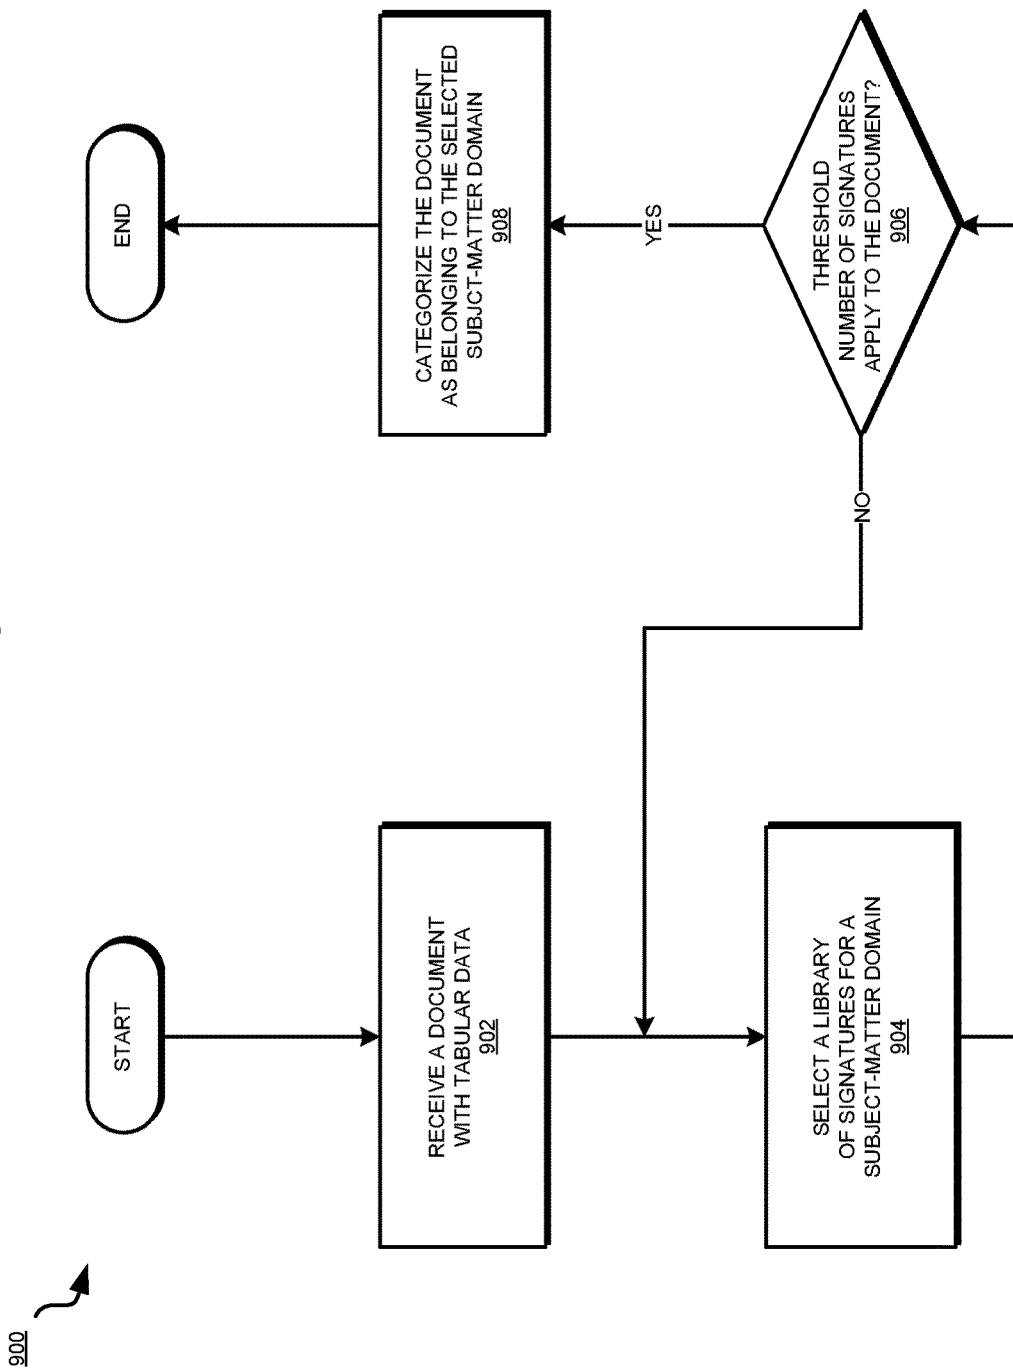 900
START
RECEIVE A DOCUMENT
WITH TABULAR DATA
902
SELECT A LIBRARY
OF SIGNATURES FOR A
SUBJECT-MATTER DOMAIN
904
THRESHOLD
NUMBER OF SIGNATURES
APPLY TO THE DOCUMENT?
906
NO
YES
CATEGORIZE THE DOCUMENT
AS BELONGING TO THE SELECTED
SUBJCT-MATTER DOMAIN
908
END